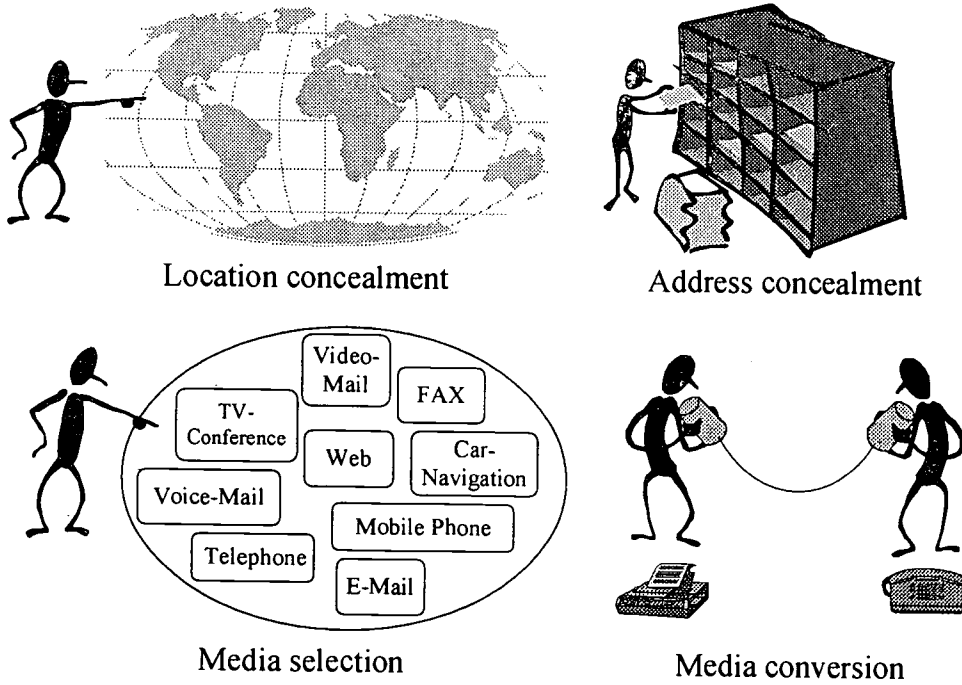 Location concealment
Address concealment
Video-
Mail
FAX
TV-
Conference
Web
Car-
Navigation
Voice-Mail
Mobile Phone
Telephone
E-Mail
Media selection
Media conversion